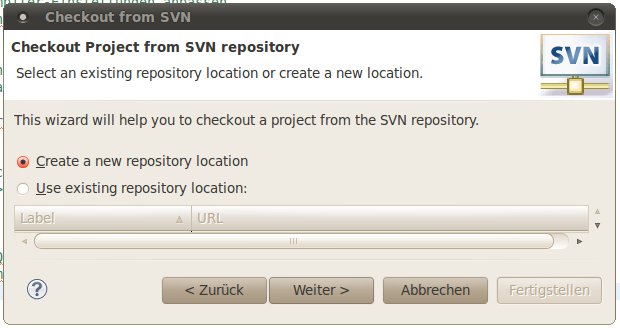 Checkout from SVN
Checkout Project from SVN repository
Select an existing repository location or create a new location.
SVN
This wizard will help you to checkout a project from the SVN repository.
Create a new repository location
Use existing repository location:
Label URL
?
< Zurück Weiter > Abbrechen Fertigstellen